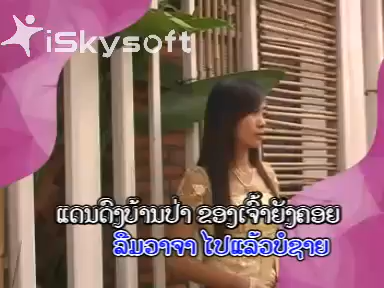 iSkysoft
ແດນດົງບ້ານປ່າ ຂອງເຈົ້າຍັງຄອຍ
ລືມວາຈາ ໄປແລ້ວບໍ່ຊາຍ